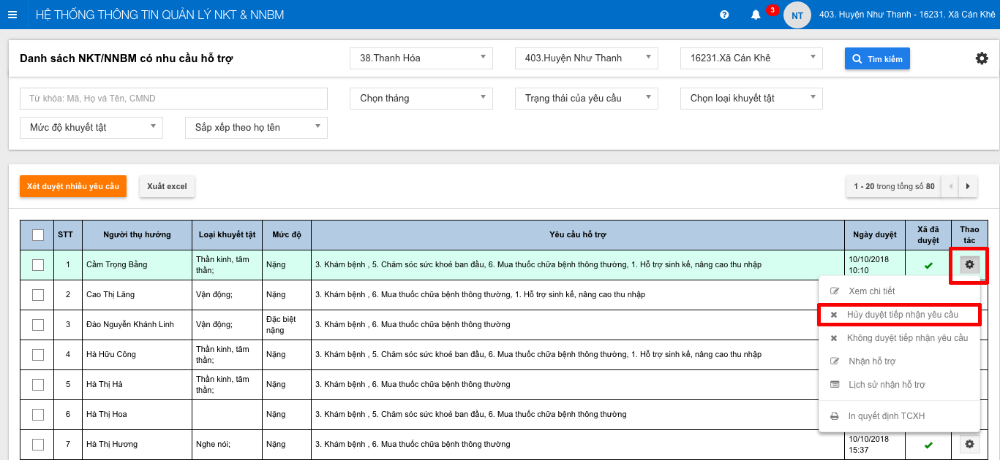 HỆ THỐNG THÔNG TIN QUẢN LÝ NKT & NNBM
3
NT
403. Huyện Như Thanh - 16231. Xã Cán Khê
Danh sách NKT/NNBM có nhu cầu hỗ trợ
38.Thanh Hóa
403.Huyện Như Thanh
16231.Xã Cán Khê
Tìm kiếm
Từ khóa: Mã, Họ và Tên, CMND
Chọn tháng
Trạng thái của yêu cầu
Chọn loại khuyết tật
Mức độ khuyết tật
Sắp xếp theo họ tên
Xét duyệt nhiều yêu cầu
Xuất excel
1 - 20 trong tổng số 80
STT
Người thụ hưởng
Loại khuyết tật
Mức độ
Yêu cầu hỗ trợ
Ngày duyệt
Xã đã
duyệt
Thao
tác
1
Cầm Trọng Bằng
Thần kinh, tâm
thần;
Nặng
3. Khám bệnh , 5. Chăm sóc sức khoẻ ban đầu, 6. Mua thuốc chữa bệnh thông thường, 1. Hỗ trợ sinh kế, nâng cao thu nhập
10/10/2018
10:10
2
Cao Thị Lăng
Vận động;
Nặng
3. Khám bệnh , 6. Mua thuốc chữa bệnh thông thường, 1. Hỗ trợ sinh kế, nâng cao thu nhập
3
Đào Nguyễn Khánh Linh
Vận động;
Đặc biệt
nặng
3. Khám bệnh , 6. Mua thuốc chữa bệnh thông thường
4
Hà Hữu Công
Thần kinh, tâm
thần;
Nặng
3. Khám bệnh , 5. Chăm sóc sức khoẻ ban đầu, 6. Mua thuốc chữa bệnh thông thường, 1. Hỗ trợ sinh kế, nâng cao thu nhập
5
Hà Thị Hà
Thần kinh, tâm
thần;
Nặng
3. Khám bệnh , 6. Mua thuốc chữa bệnh thông thường
6
Hà Thị Hoa
Nặng
3. Khám bệnh , 5. Chăm sóc sức khoẻ ban đầu, 6. Mua thuốc chữa bệnh thông thường
7
Hà Thị Hương
Nghe nói;
Nặng
3. Khám bệnh , 6. Mua thuốc chữa bệnh thông thường
10/10/2018
15:37
Xem chi tiết
Hủy duyệt tiếp nhận yêu cầu
Không duyệt tiếp nhận yêu cầu
Nhận hỗ trợ
Lịch sử nhận hỗ trợ
In quyết định TCXH